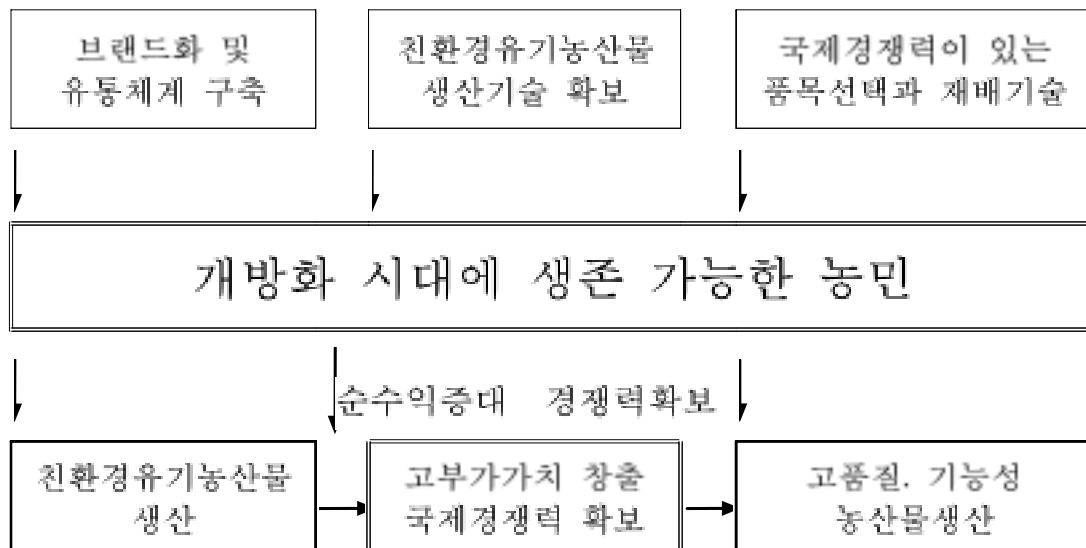 브랜드화 및
유통체계 구축
친환경유기농산물
생산기술 확보
국제경쟁력이 있는
품목선택과 재배기술
개방화 시대에 생존 가능한 농민
순수익증대 경쟁력확보
친환경유기농산물
생산
고부가가치 창출
국제경쟁력 확보
고품질. 기능성
농산물생산